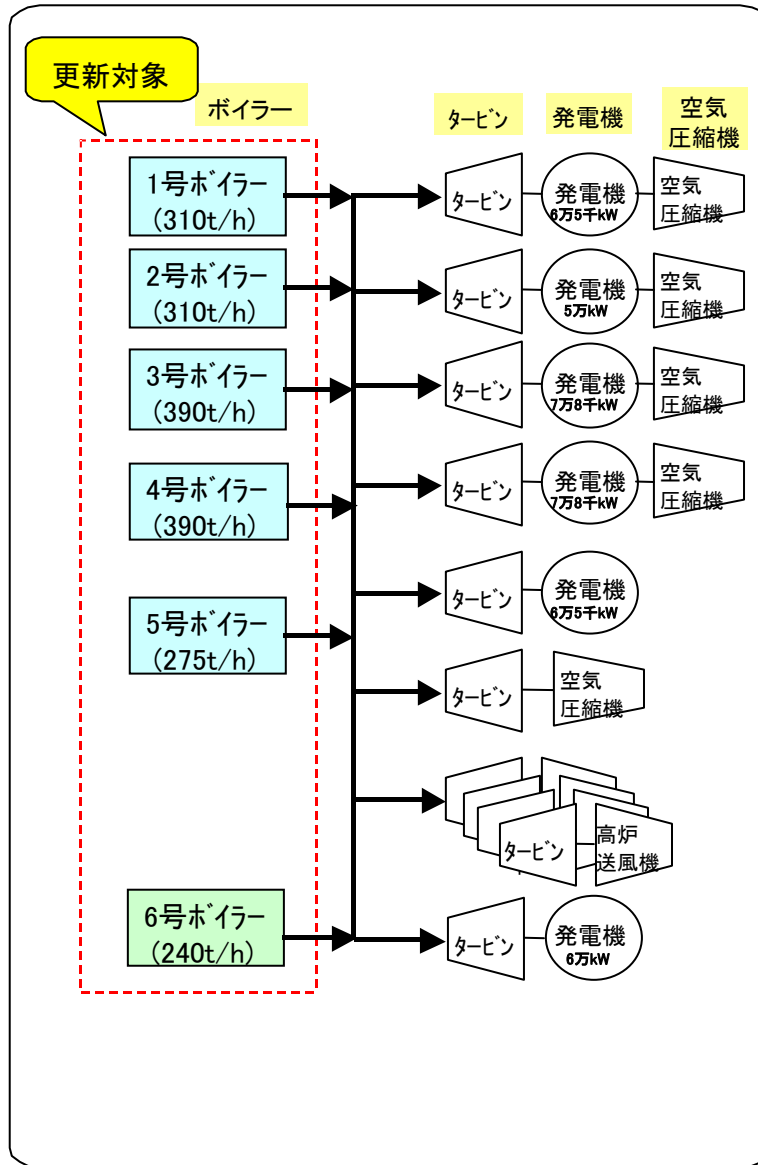 更新対象
ボイラー
タービン
発電機
空気
圧縮機
1号ボイラー
(310t/h)
タービン
発電機
6万5千kW
空気
圧縮機
2号ボイラー
(310t/h)
タービン
発電機
5万kW
空気
圧縮機
3号ボイラー
(390t/h)
タービン
発電機
7万8千kW
空気
圧縮機
4号ボイラー
(390t/h)
タービン
発電機
7万8千kW
空気
圧縮機
5号ボイラー
(275t/h)
タービン
発電機
6万5千kW
タービン
空気
圧縮機
タービン
高炉
送風機
6号ボイラー
(240t/h)
タービン
発電機
6万kW